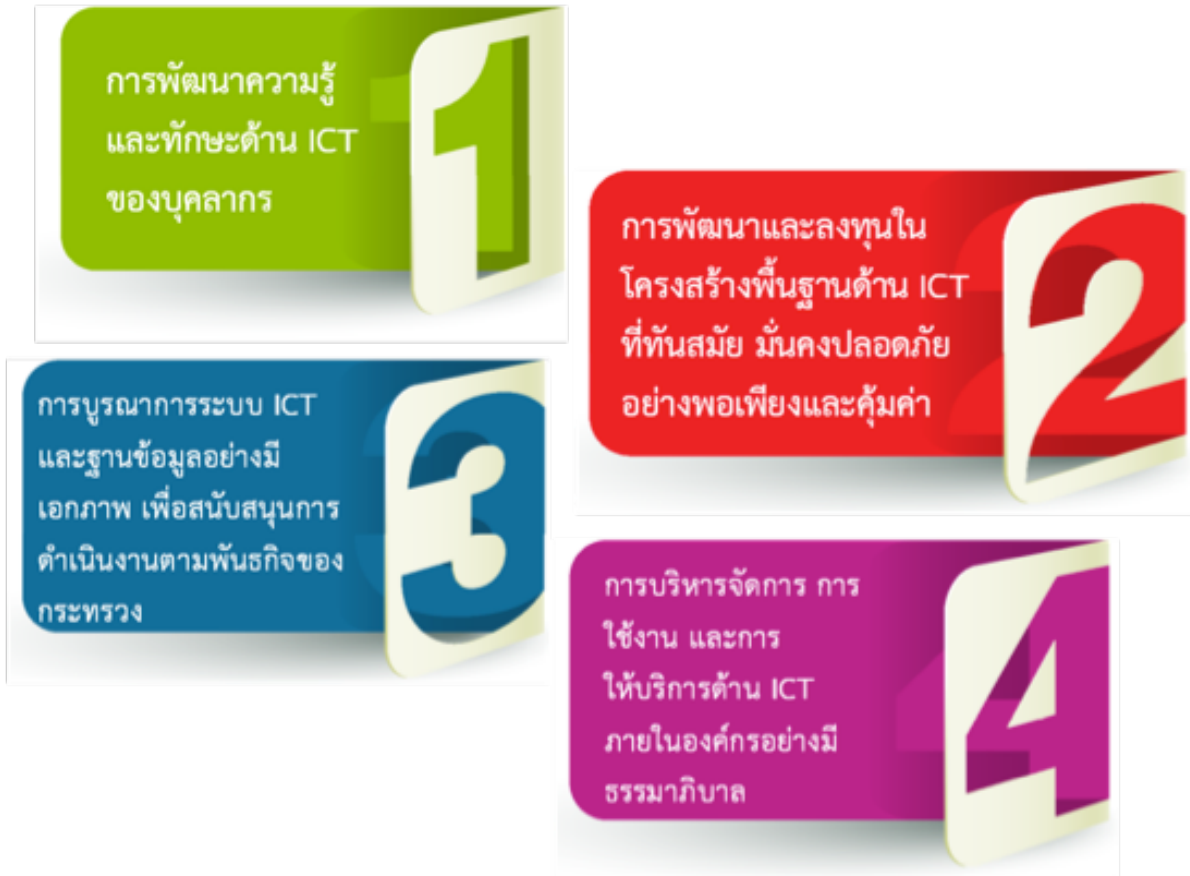 การพัฒนาความรู้
และทักษะด้าน ICT
ของบุคลากร
1
การพัฒนาและลงทุนใน
โครงสร้างพื้นฐานด้าน ICT
ที่ทันสมัย มั่นคงปลอดภัย
อย่างพอเพียงและคุ้มค่า
2
การบูรณาการระบบ ICT
และฐานข้อมูลอย่างมี
เอกภาพ เพื่อสนับสนุนการ
ดำเนินงานตามพันธกิจของ
กระทรวง
3
การบริหารจัดการ การ
ใช้งาน และการ
ให้บริการด้าน ICT
ภายในองค์กรอย่างมี
ธรรมาภิบาล
4